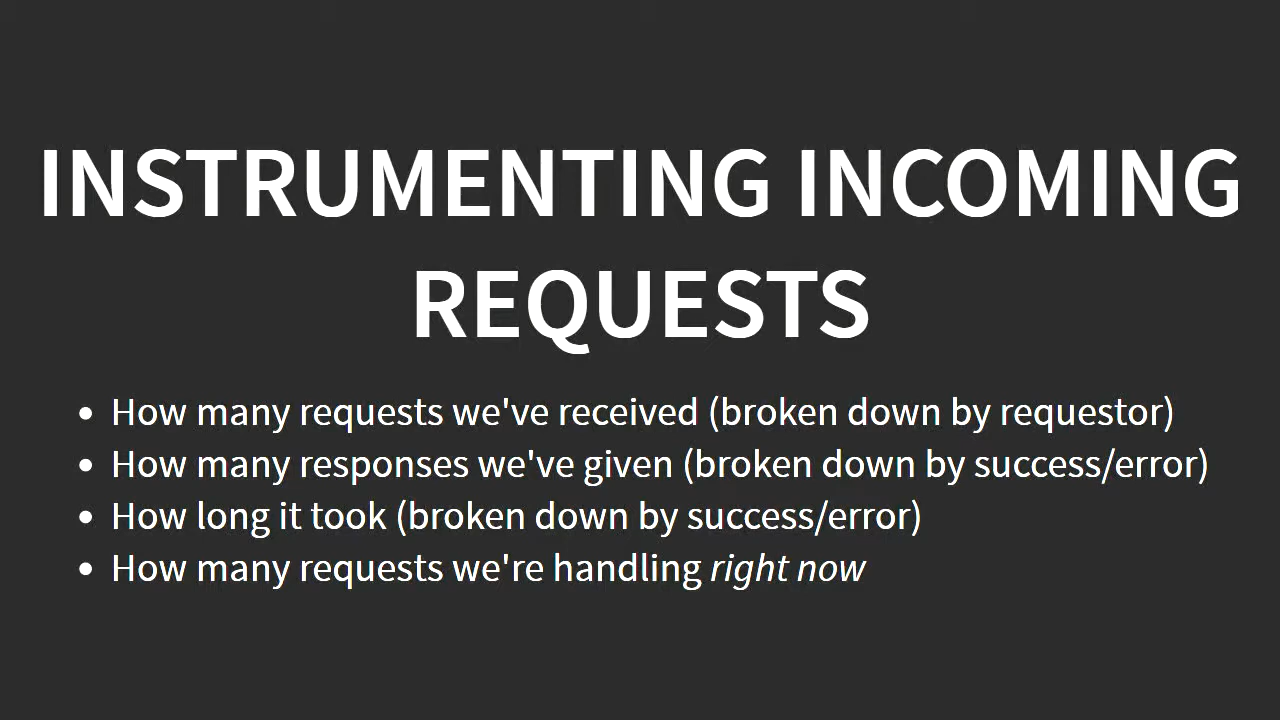 INSTRUMENTING INCOMING
REQUESTS
• How many requests we've received (broken down by requestor)
• How many responses we've given (broken down by success/error)
• How long it took (broken down by success/error)
• How many requests we're handling right now